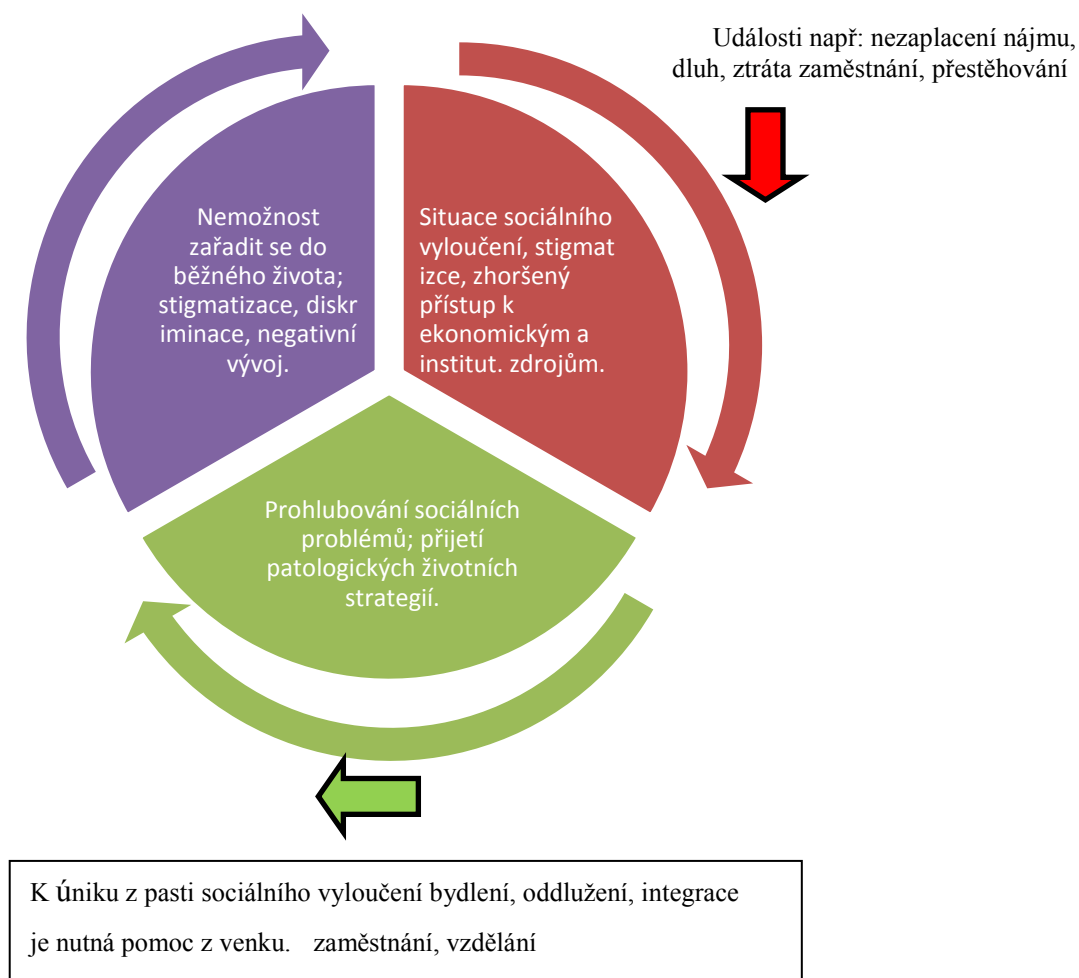 Události např: nezaplacení nájmu,
dluh, ztráta zaměstnání, přestěhování
Nemožnost
zařadit se do
běžného života;
stigmatizace, diskr
iminace, negativní
vývoj.
Situace sociálního
vyloučení, stigmat
izce, zhoršený
přístup k
ekonomickým a
institut. zdrojům.
Prohlubování sociálních
problémů; přijetí
patologických životních
strategií.
K úniku z pasti sociálního vyloučení bydlení, oddlužení, integrace
je nutná pomoc z venku. zaměstnání, vzdělání